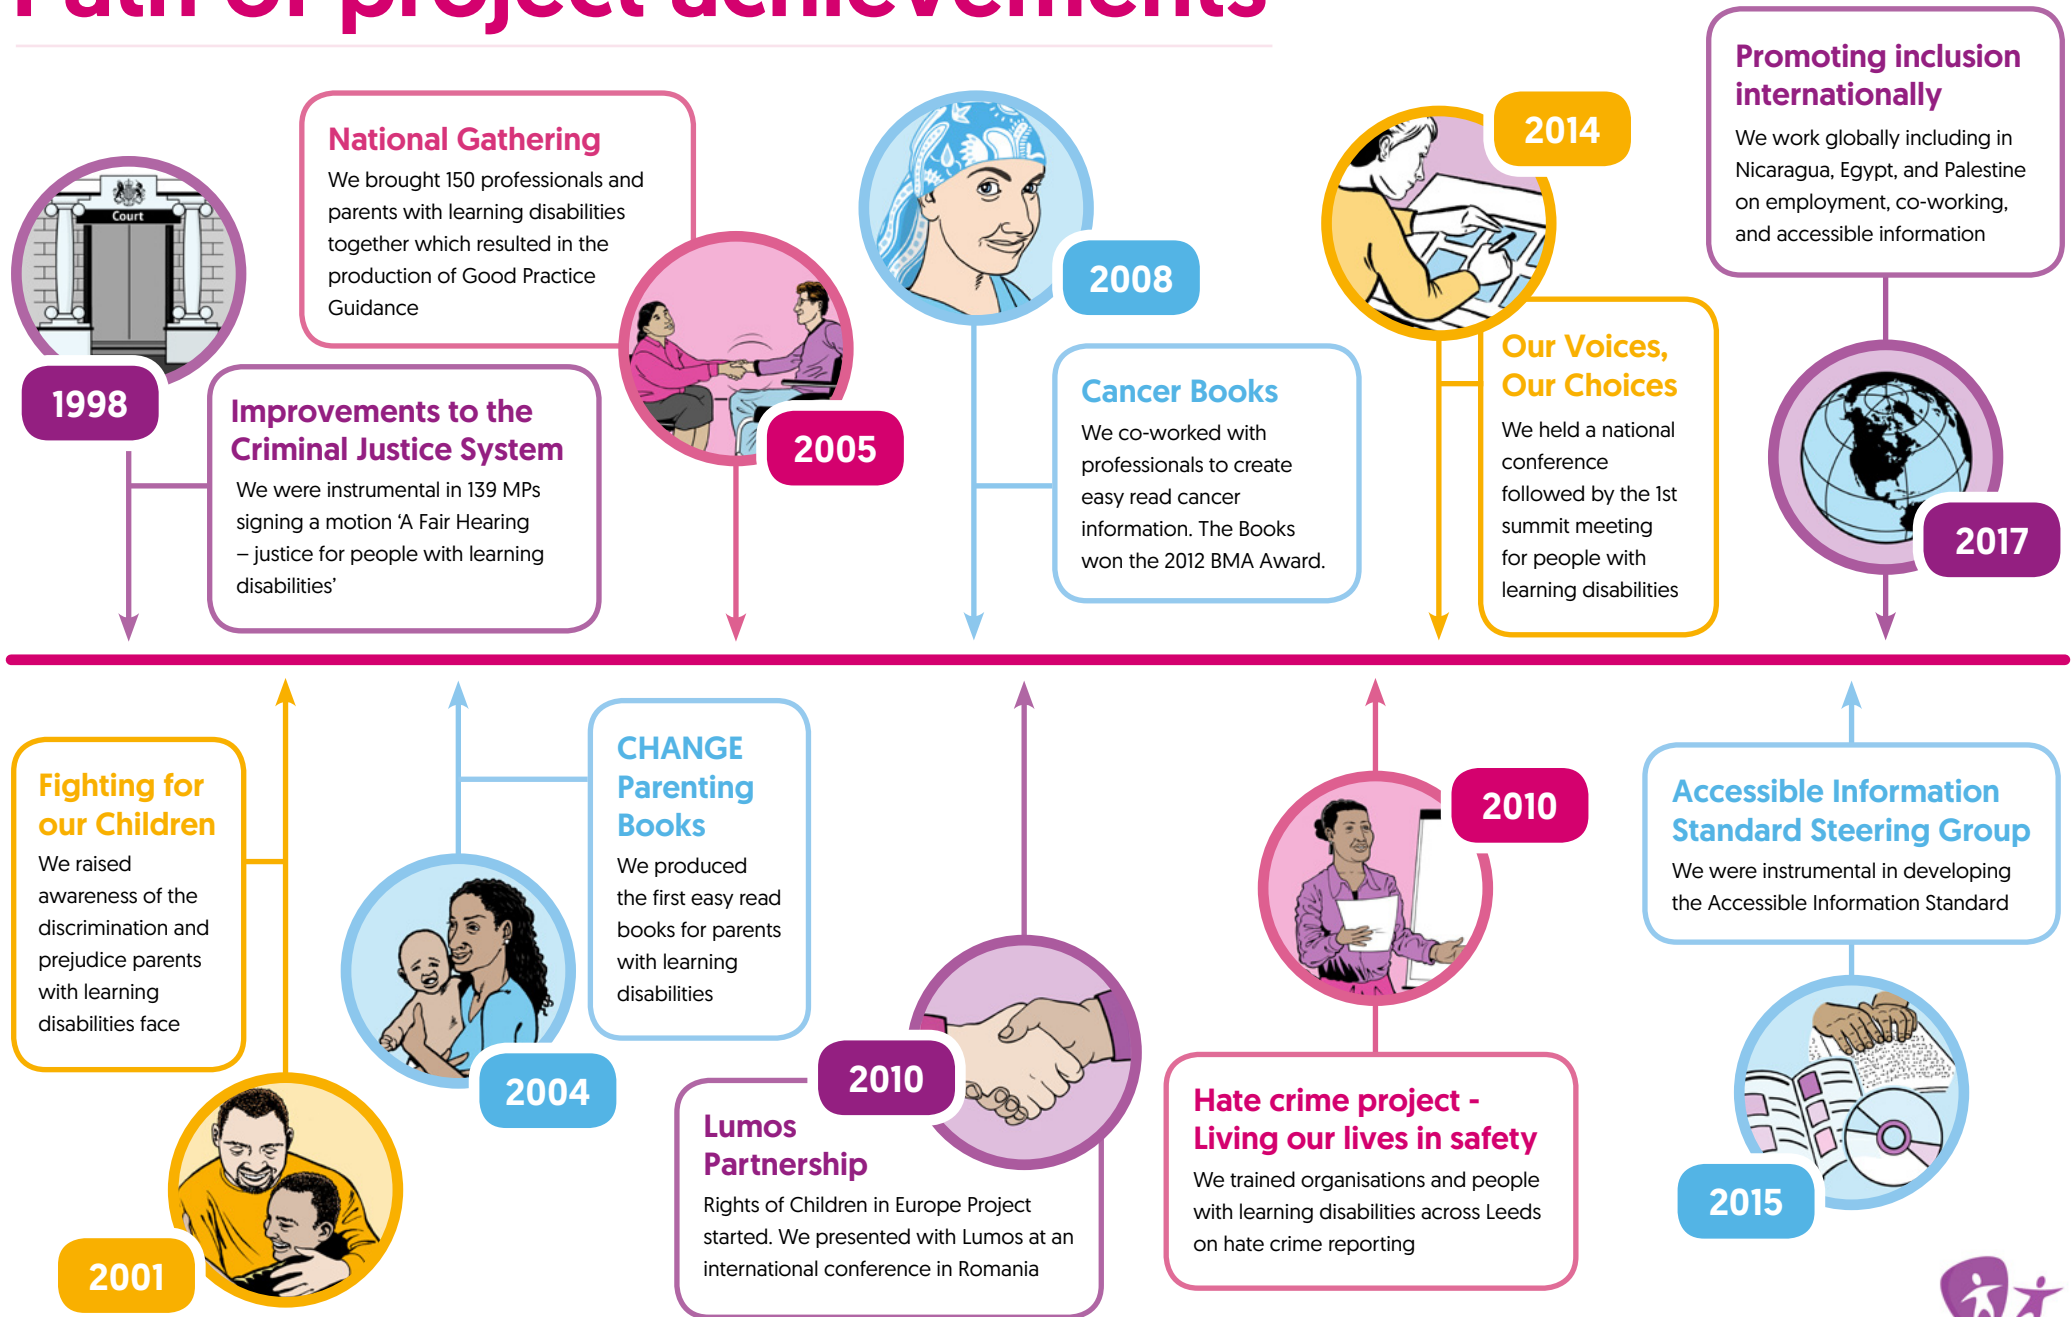 Path of project achievements
Court
1998
Improvements to the
Criminal Justice System
We were instrumental in 139 MPs
signing a motion ‘A Fair Hearing
– justice for people with learning
disabilities’
National Gathering
We brought 150 professionals and
parents with learning disabilities
together which resulted in the
production of Good Practice
Guidance
2005
2008
Cancer Books
We co-worked with
professionals to create
easy read cancer
information. The Books
won the 2012 BMA Award.
2014
Our Voices,
Our Choices
We held a national
conference
followed by the 1st
summit meeting
for people with
learning disabilities
Promoting inclusion
internationally
We work globally including in
Nicaragua, Egypt, and Palestine
on employment, co-working,
and accessible information
2017
Fighting for
our Children
We raised
awareness of the
discrimination and
prejudice parents
with learning
disabilities face
2001
CHANGE
Parenting
Books
We produced
the first easy read
books for parents
with learning
disabilities
2004
2010
Lumos
Partnership
Rights of Children in Europe Project
started. We presented with Lumos at an
international conference in Romania
2010
Hate crime project -
Living our lives in safety
We trained organisations and people
with learning disabilities across Leeds
on hate crime reporting
Accessible Information
Standard Steering Group
We were instrumental in developing
the Accessible Information Standard
2015